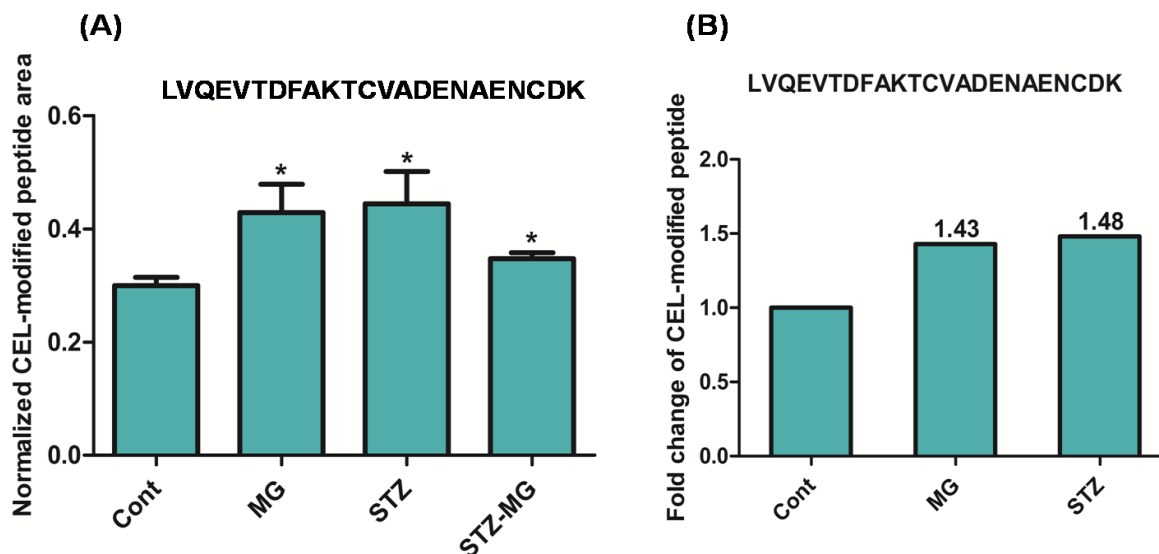 (A)
LVQEVTDFAKTCVADENAENCDK
Normalized CEL-modified peptide area
0.6
0.4
0.2
0.0
*
*
*
Cont
MG
STZ
STZ-MG
(B)
LVQEVTDFAKTCVADENAENCDK
Fold change of CEL-modified peptide
2.0
1.5
1.0
0.5
0.0
1.43
1.48
Cont
MG
STZ